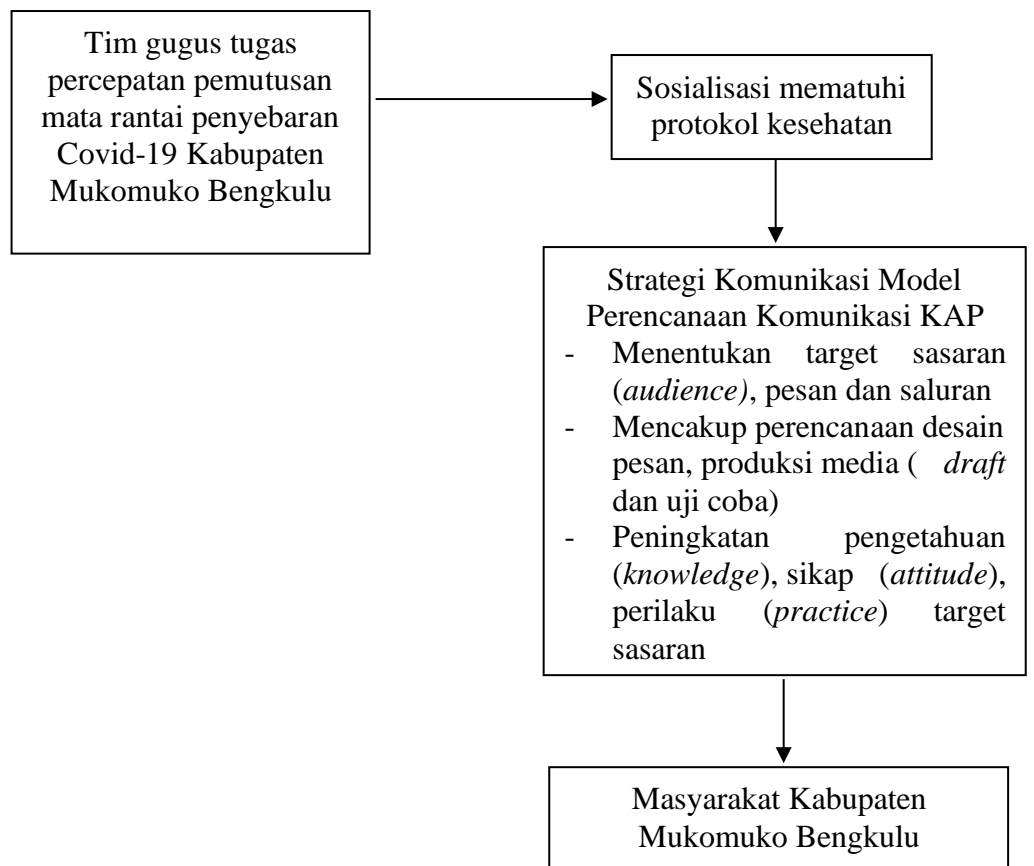 Tim gugus tugas
percepatan pemutusan
mata rantai penyebaran
Covid-19 Kabupaten
Mukomuko Bengkulu
Sosialisasi mematuhi
protokol kesehatan
Strategi Komunikasi Model
Perencanaan Komunikasi KAP
- Menentukan target sasaran
(audience), pesan dan saluran
- Mencakup perencanaan desain
pesan, produksi media ( draft
dan uji coba)
- Peningkatan pengetahuan
(knowledge), sikap (attitude),
perilaku (practice) target
sasaran
Masyarakat Kabupaten
Mukomuko Bengkulu